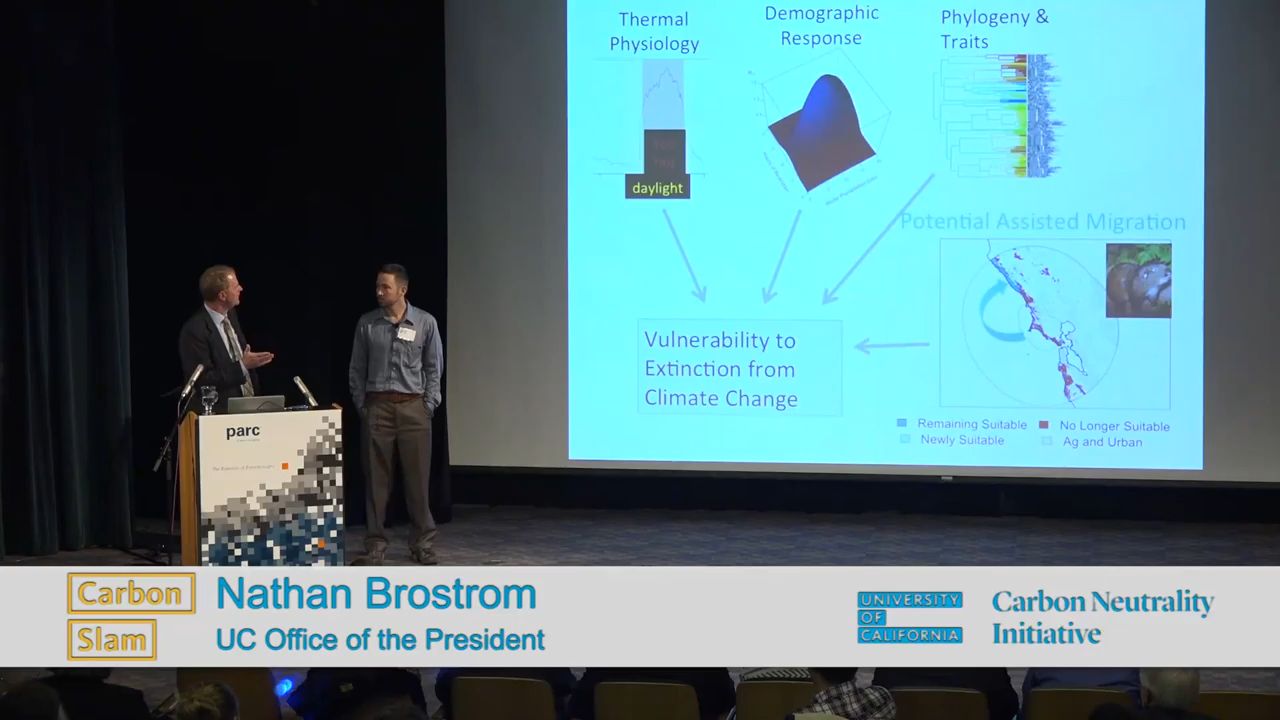 Thermal
Physiology
Demographic
Response
Phylogeny &
Traits
daylight
Potential Assisted Migration
Vulnerability to
Extinction from
Climate Change
Remaining Suitable
No Longer Suitable
Newly Suitable
Ag and Urban
parc
Carbon
Slam
Nathan Brostrom
UC Office of the President
UNIVERSITY
OF
CALIFORNIA
Carbon Neutrality
Initiative